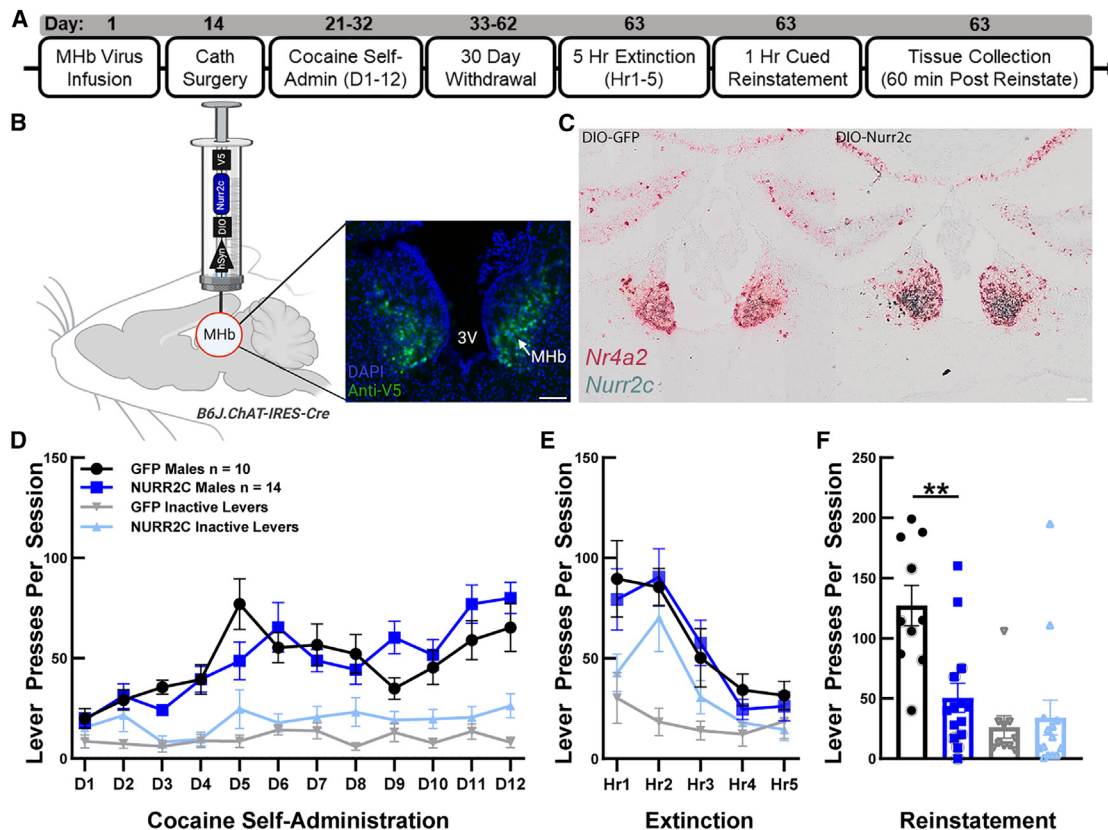 A
Day: 1 14 21-32 33-62 63 63 63
MHb Virus
Infusion
Cath
Surgery
Cocaine Self-
Admin (D1-12)
30 Day
Withdrawal
5 Hr Extinction
(Hr1-5)
1 Hr Cued
Reinstatement
Tissue Collection
(60 min Post Reinstate)
B
V5
Nurr2c
DIO
hSyn
MHb
B6J.ChAT-IRES-Cre
3V
MHb
DAPI
Anti-V5
C
DIO-GFP
DIO-Nurr2c
Nr4a2
Nurr2c
D
Lever Presses Per Session
150
100
50
0
GFP Males n = 10
NURR2C Males n = 14
GFP Inactive Levers
NURR2C Inactive Levers
D1 D2 D3 D4 D5 D6 D7 D8 D9 D10 D11 D12
Cocaine Self-Administration
E
Lever Presses Per Session
150
100
50
0
Hr1 Hr2 Hr3 Hr4 Hr5
Extinction
F
Lever Presses Per Session
250
200
150
100
50
0
**
Reinstatement